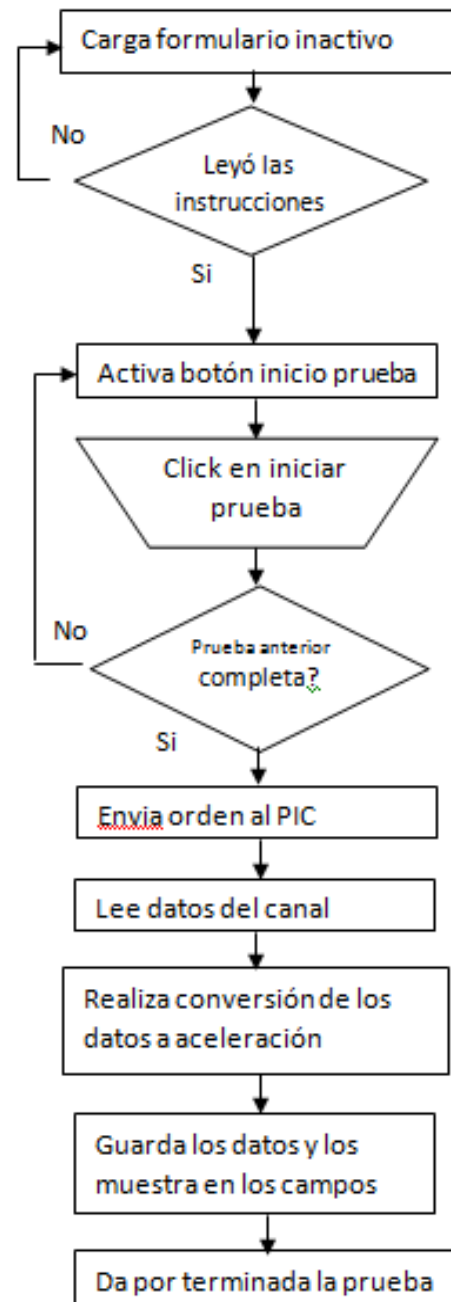 Carga formulario inactivo
No
Leyó las
instrucciones
Si
Activa botón inicio prueba
Click en iniciar
prueba
No
Prueba anterior
completa?
Si
Envia orden al PIC
Lee datos del canal
Realiza conversión de los
datos a aceleración
Guarda los datos y los
muestra en los campos
Da por terminada la prueba